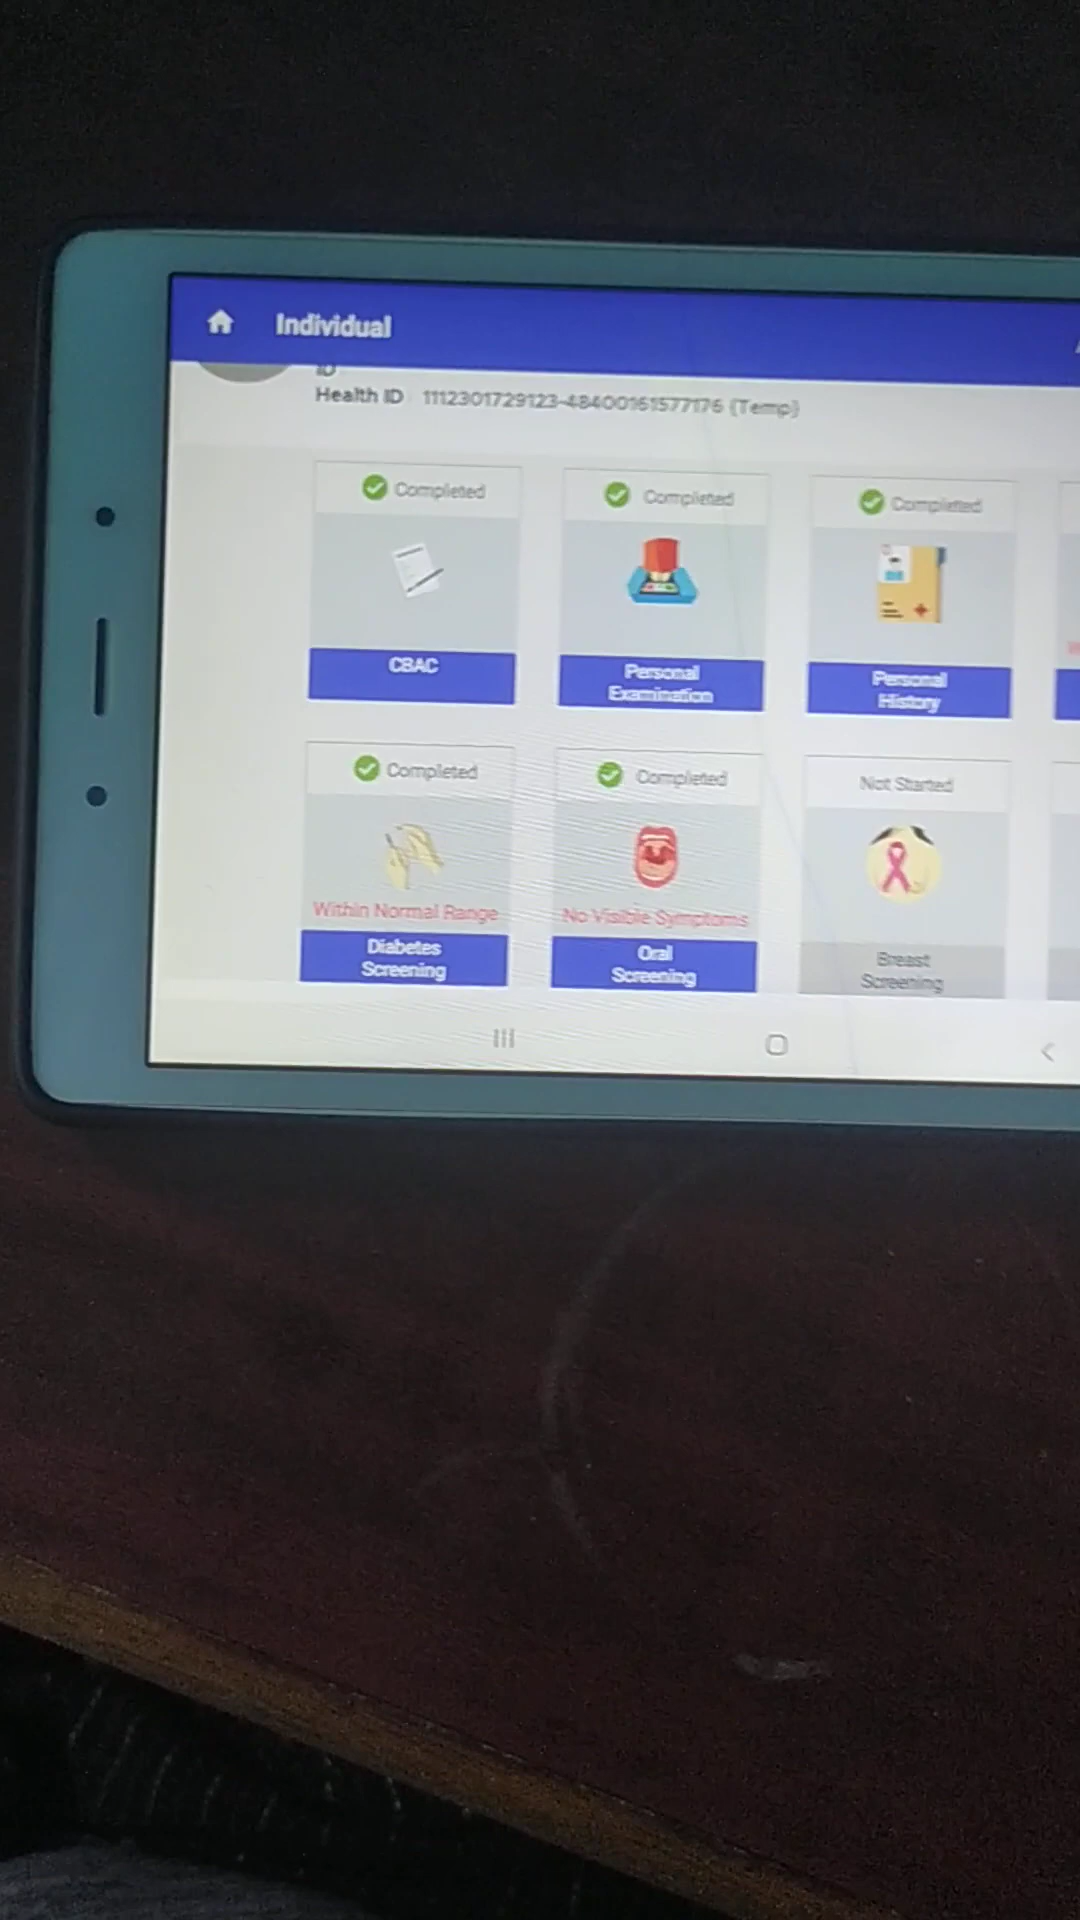 Individual
ID
Health ID 1112301729123-48400161577176 (Temp)
Completed
Completed
Completed
CBAC
Personal
Examination
Personal
History
Completed
Completed
Not Started
Within Normal Range
No Visible Symptoms
Diabetes
Screening
Oral
Screening
Breast
Screening